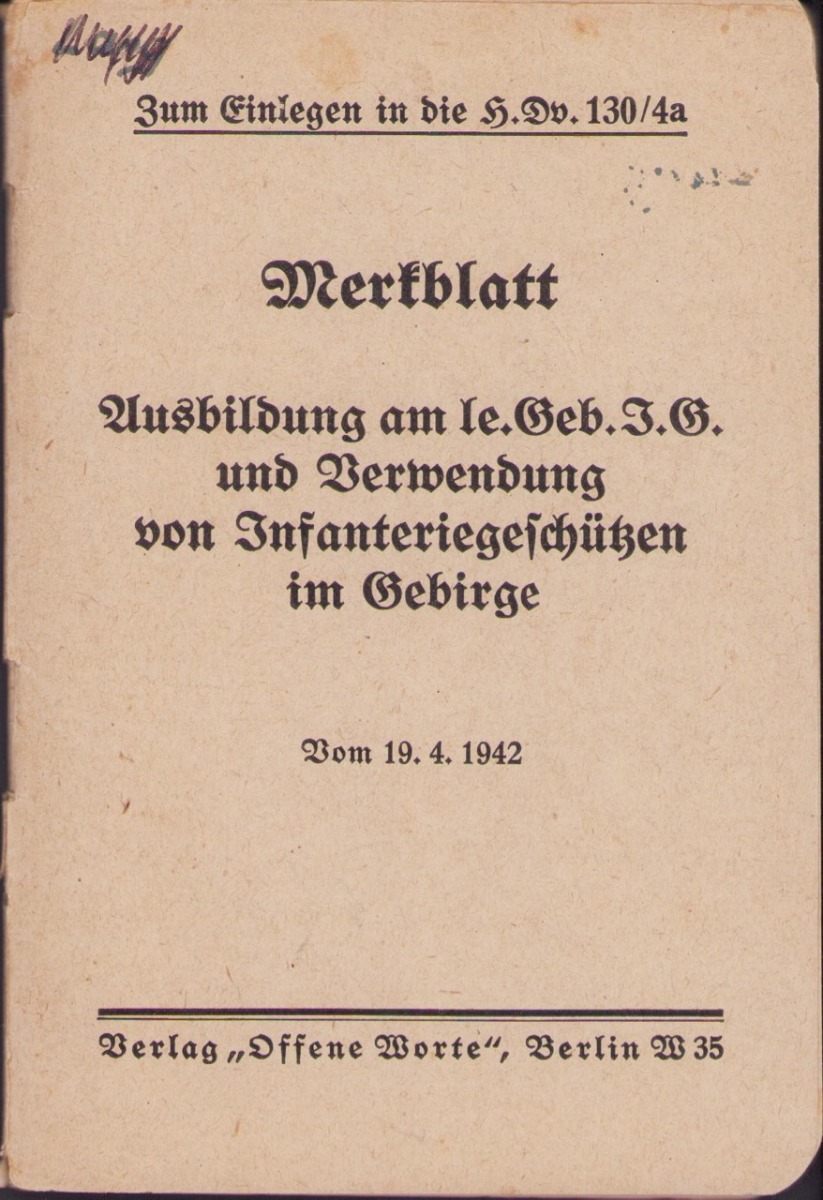 Zum Einlegen in die H.Dv. 130/4a
Merkblatt
Ausbildung am le.Geb.I.G.
und Verwendung
von Infanteriegeschützen
im Gebirge
Vom 19. 4. 1942
Verlag „Offene Worte“, Berlin W 35